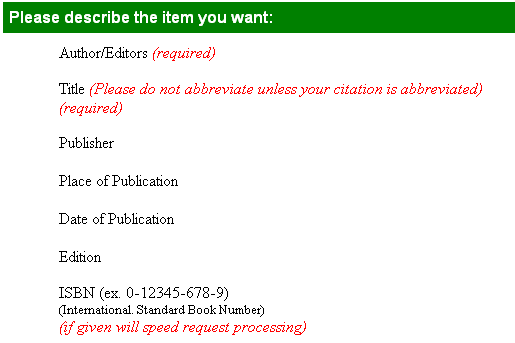 Please describe the item you want:
Author/Editors (required)
Title (Please do not abbreviate unless your citation is abbreviated)
(required)
Publisher
Place of Publication
Date of Publication
Edition
ISBN (ex. 0-12345-678-9)
(International. Standard Book Number)
(if given will speed request processing)